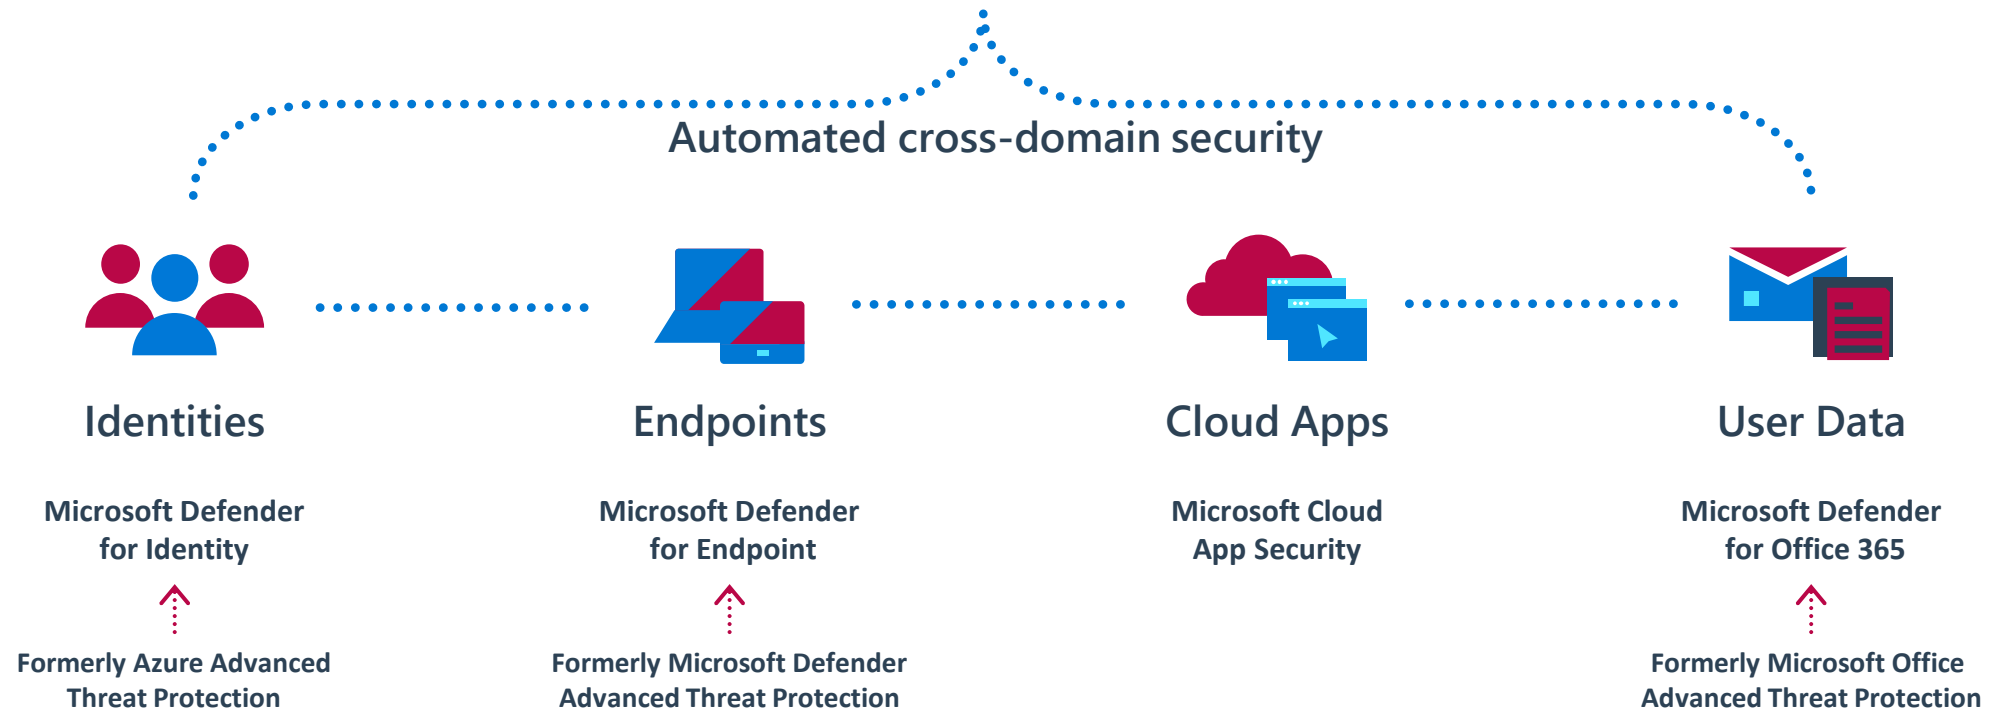 Automated cross-domain security
Identities
Endpoints
Cloud Apps
User Data
Microsoft Defender
for Identity
Microsoft Defender
for Endpoint
Microsoft Cloud
App Security
Microsoft Defender
for Office 365
Formerly Azure Advanced
Threat Protection
Formerly Microsoft Defender
Advanced Threat Protection
Formerly Microsoft Office
Advanced Threat Protection